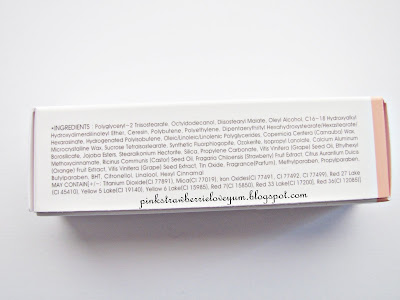 •INGREDIENTS : Polyglyceryl-2 Triisostearate, Octyldodecanol, Diisostearyl Malate, Oleyl Alcohol, C16-18 Hydroxyalkyl
Hydroxydimerdilinoleyl Ether, Ceresin, Polybutene, Polyethylene, Dipentaerythrityl Hexahydroxystearate/Hexastearate/
Hexarosinate, Hydrogenated Polyisobutene, Oleic/Linoleic/Linolenic Polyglycerides, Copernicia Cerifera (Carnauba) Wax,
Microcrystalline Wax, Sucrose Tetrastearate, Synthetic Fluorphlogopite, Ozokerite, Isopropyl Lanolate, Calcium Aluminum
Borosilicate, Jojoba Esters, Stearalkonium Hectorite, Silica, Propylene Carbonate, Vitis Vinifera (Grape) Seed Oil, Ethylhexyl
Methoxycinnamate, Ricinus Communis (Castor) Seed Oil, Fragaria Chiloensis (Strawberry) Fruit Extract, Citrus Aurantium Dulcis
(Orange) Fruit Extract, Vitis Vinifera (Grape) Seed Extract, Tin Oxide, Fragrance(Parfum), Methylparaben, Propylparaben,
Butylparaben, BHT, Citronellol, Linalool, Hexyl Cinnamal
MAY CONTAIN[+/-] Titanium Dioxide(CI 77891), Mica(CI 77019), Iron Oxides(CI 77491, CI 77492, CI 77499), Red 27 Lake
(CI 45410), Yellow 5 Lake(CI 19140), Yellow 6 Lake(CI 15985), Red 7(CI 15850), Red 33 Lake(CI 17200), Red 36(CI 12085)
pinkstrawberrieloveyum.blogspot.com